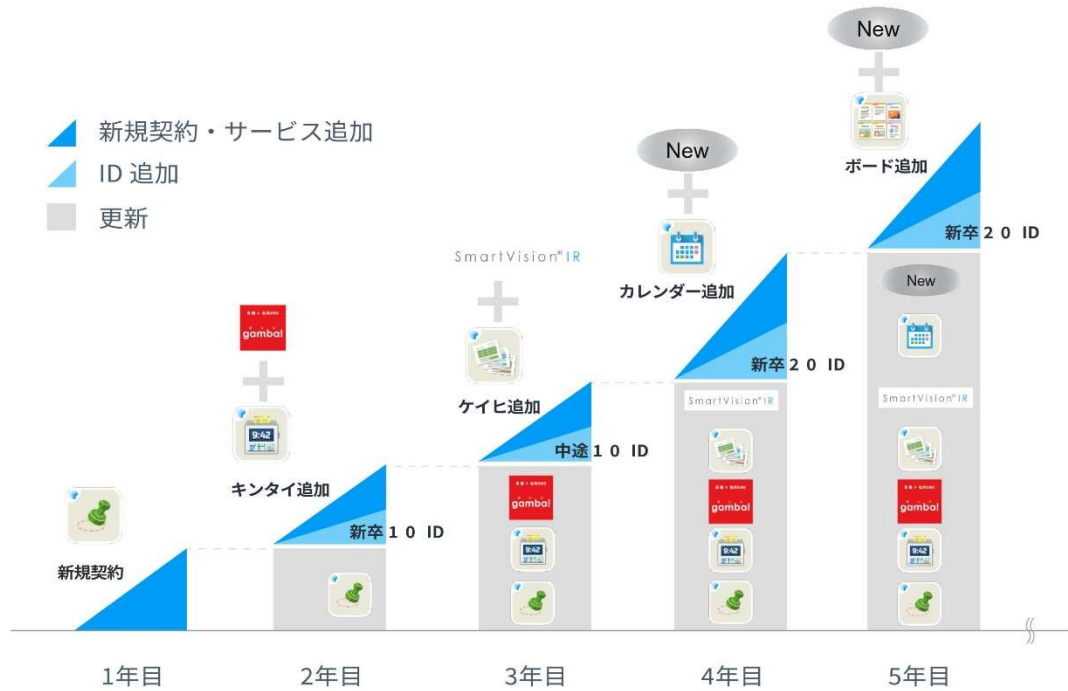 New
新規契約・サービス追加
ID 追加
更新
ボード追加
New
新卒20 ID
SmartVision® IR
カレンダー追加
New
gamba!
ケイヒ追加
新卒20 ID
9:42
SmartVision® IR
SmartVision® IR
キンタイ追加
中途10 ID
gamba!
gamba!
gamba!
新卒10 ID
9:42
9:42
9:42
新規契約
1年目
2年目
3年目
4年目
5年目